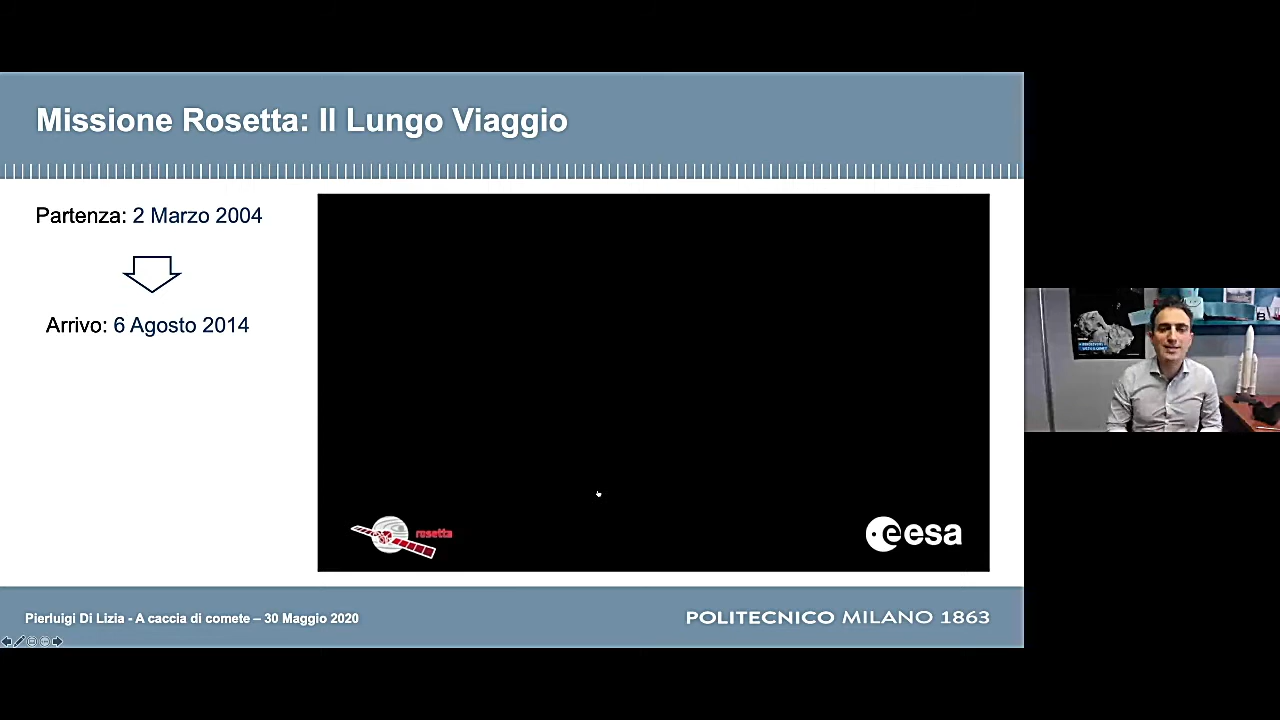 Missione Rosetta: Il Lungo Viaggio
Partenza: 2 Marzo 2004
Arrivo: 6 Agosto 2014
rosetta
esa
Pierluigi Di Lizia - A caccia di comete – 30 Maggio 2020
POLITECNICO MILANO 1863